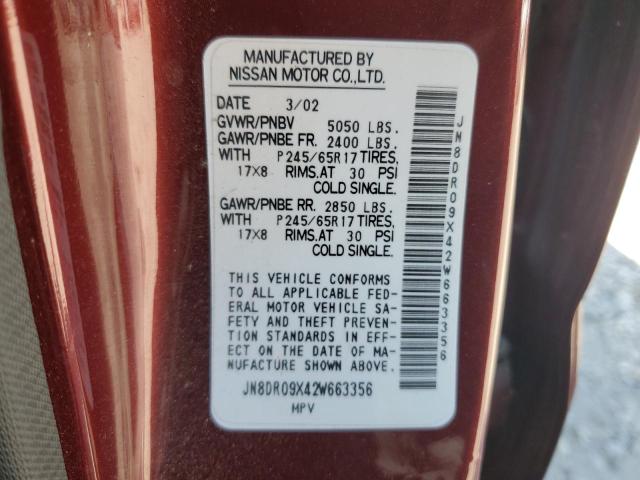 MANUFACTURED BY
NISSAN MOTOR CO.,LTD.
DATE 3/02
GVWR/PNBV 5050 LBS.
GAWR/PNBE FR. 2400 LBS.
WITH P245/65R17 TIRES,
17X8 RIMS.AT 30 PSI
COLD SINGLE.
GAWR/PNBE RR. 2850 LBS.
WITH P245/65R17 TIRES,
17X8 RIMS.AT 30 PSI
COLD SINGLE.
THIS VEHICLE CONFORMS
TO ALL APPLICABLE FED-
ERAL MOTOR VEHICLE SA-
FETY AND THEFT PREVEN-
TION STANDARDS IN EFF-
ECT ON THE DATE OF MA-
NUFACTURE SHOWN ABOVE.
JN8DR09X42W663356
MPV
JN8DR09X42W663356